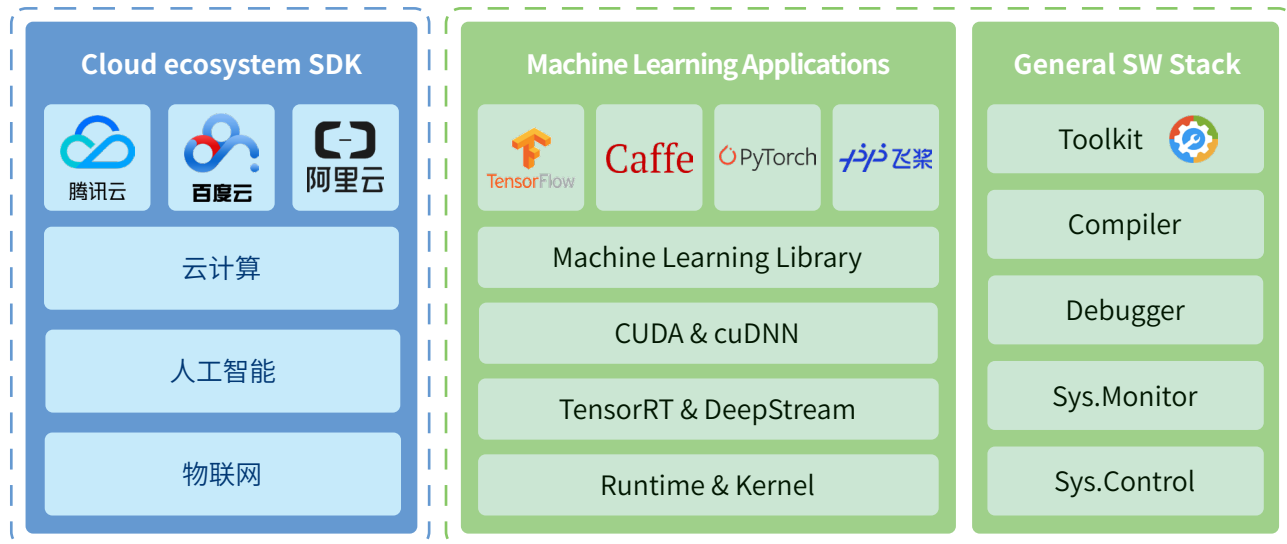 Cloud ecosystem SDK
腾讯云
百度云
阿里云
云计算
人工智能
物联网
Machine Learning Applications
TensorFlow
Caffe
PyTorch
飞桨
Machine Learning Library
CUDA & cuDNN
TensorRT & DeepStream
Runtime & Kernel
General SW Stack
Toolkit
Compiler
Debugger
Sys.Monitor
Sys.Control